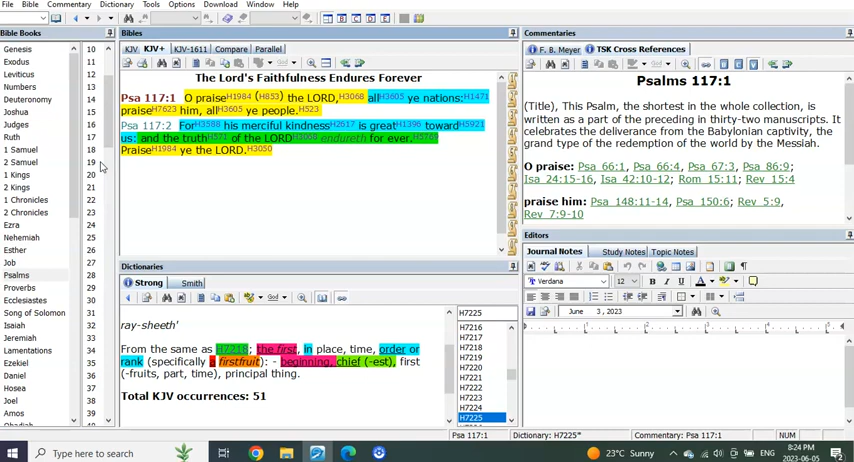 File Bible Commentary Dictionary Tools Options Download Window Help
B C D E
Bible Books
Genesis 10
Exodus 11
Leviticus 12
Numbers 13
Deuteronomy 14
Joshua 15
Judges 16
Ruth 17
1 Samuel 18
2 Samuel 19
1 Kings 20
2 Kings 21
1 Chronicles 22
2 Chronicles 23
Ezra 24
Nehemiah 25
Esther 26
Job 27
Psalms 28
Proverbs 29
Ecclesiastes 30
Song of Solomon 31
Isaiah 32
Jeremiah 33
Lamentations 34
Ezekiel 35
Daniel 36
Hosea 37
Joel 38
Amos 39
Obadiah 40
Bibles
KJV KJV+ KJV-1611 Compare Parallel
God
The Lord's Faithfulness Endures Forever
Psa 117:1 O praiseH1984 (H853) the LORD,H3068 allH3605 ye nations:H1471
praiseH7623 him, allH3605 ye people.H523
Psa 117:2 ForH3588 his merciful kindnessH2617 is greatH1396 towardH5921
us: and the truthH571 of the LORDH3068 endureth for ever.H5769
PraiseH1984 ye the LORD.H3050
Dictionaries
Strong Smith
God
ray-sheeth'
From the same as H7218; the first, in place, time, order or
rank (specifically a firstfruit): - beginning, chief (-est), first
(-fruits, part, time), principal thing.
Total KJV occurrences: 51
H7225
H7216
H7217
H7218
H7219
H7220
H7221
H7222
H7223
H7224
H7225
Commentaries
F. B. Meyer TSK Cross References
God
Psalms 117:1
(Title), This Psalm, the shortest in the whole collection, is
written as a part of the preceding in thirty-two manuscripts. It
celebrates the deliverance from the Babylonian captivity, the
grand type of the redemption of the world by the Messiah.
O praise: Psa 66:1, Psa 66:4, Psa 67:3, Psa 86:9;
Isa 24:15-16, Isa 42:10-12; Rom 15:11; Rev 15:4
praise him: Psa 148:11-14, Psa 150:6; Rev 5:9,
Rev 7:9-10
Editors
Journal Notes Study Notes Topic Notes
Verdana 12 B I U A
June 3, 2023
1 2 3 4 5
Psa 117:1 Dictionary: H7225* Commentary: Psa 117:1 NUM
Type here to search
23°C Sunny ENG
8:24 PM
2023-06-05
2